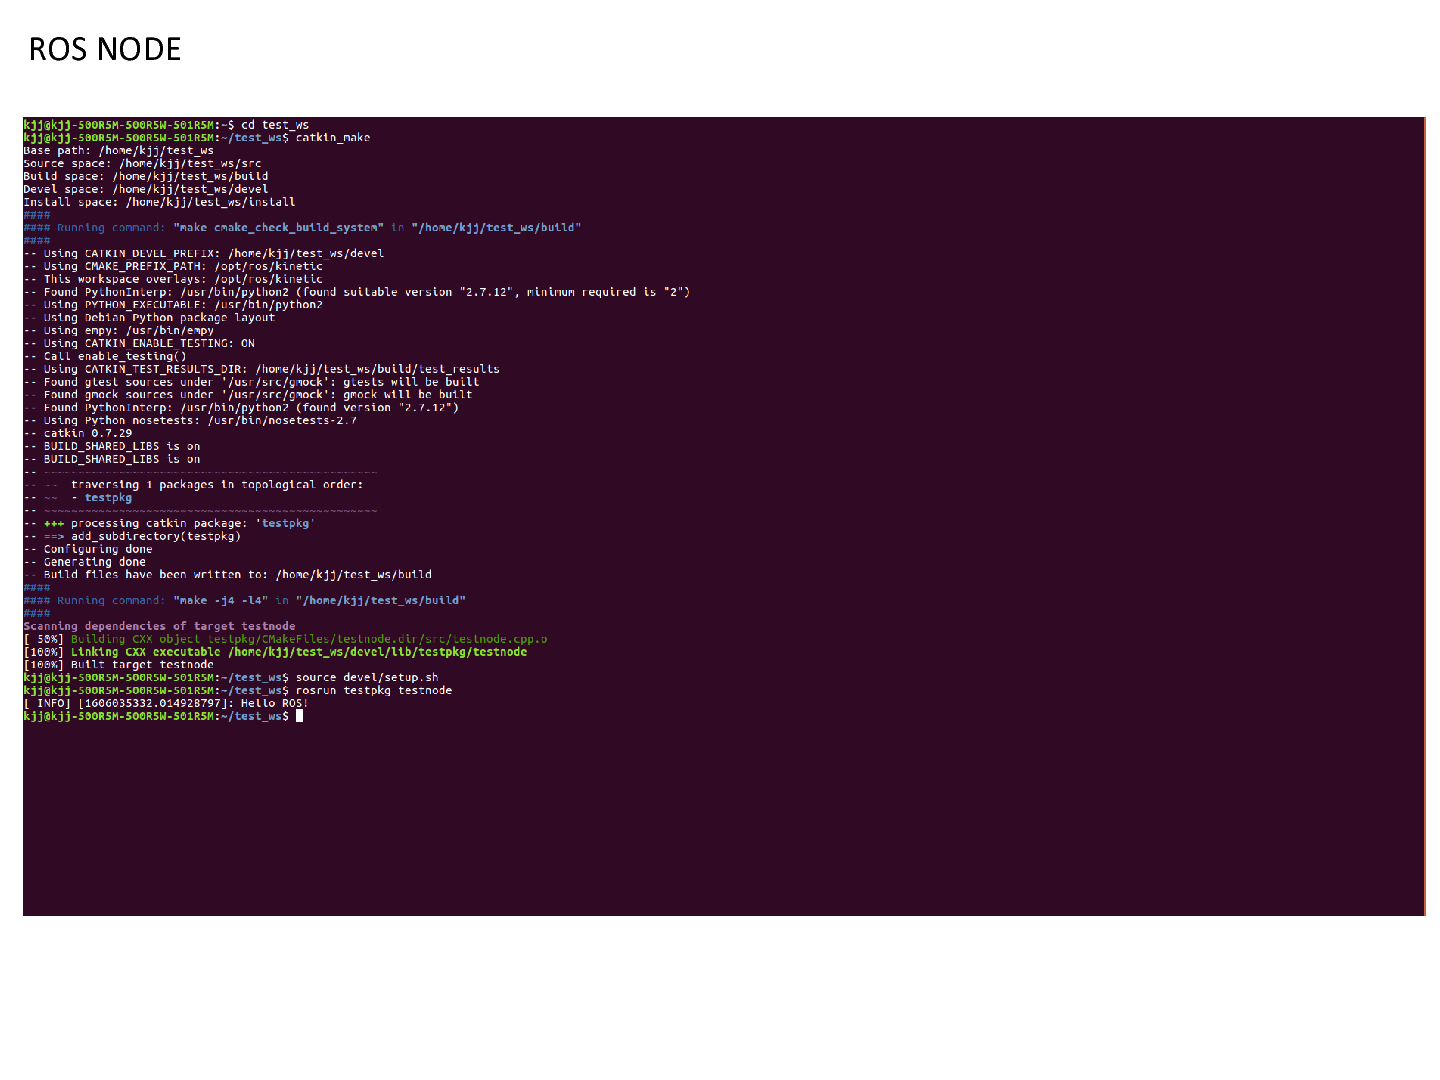 ROS NODE
kjj@kjj-500R5M-500R5W-501R5M:~$ cd test_ws
kjj@kjj-500R5M-500R5W-501R5M:~/test_ws$ catkin_make
Base path: /home/kjj/test_ws
Source space: /home/kjj/test_ws/src
Build space: /home/kjj/test_ws/build
Devel space: /home/kjj/test_ws/devel
Install space: /home/kjj/test_ws/install
####
#### Running command: "make cmake_check_build_system" in "/home/kjj/test_ws/build"
####
-- Using CATKIN_DEVEL_PREFIX: /home/kjj/test_ws/devel
-- Using CMAKE_PREFIX_PATH: /opt/ros/kinetic
-- This workspace overlays: /opt/ros/kinetic
-- Found PythonInterp: /usr/bin/python2 (found suitable version "2.7.12", minimum required is "2")
-- Using PYTHON_EXECUTABLE: /usr/bin/python2
-- Using Debian Python package layout
-- Using empy: /usr/bin/empy
-- Using CATKIN_ENABLE_TESTING: ON
-- Call enable_testing()
-- Using CATKIN_TEST_RESULTS_DIR: /home/kjj/test_ws/build/test_results
-- Found gtest sources under '/usr/src/gmock': gtests will be built
-- Found gmock sources under '/usr/src/gmock': gmock will be built
-- Found PythonInterp: /usr/bin/python2 (found version "2.7.12")
-- Using Python nosetests: /usr/bin/nosetests-2.7
-- catkin 0.7.29
-- BUILD_SHARED_LIBS is on
-- BUILD_SHARED_LIBS is on
-- ~~~~~~~~~~~~~~~~~~~~~~~~~~~~~~~~~~~~~~~~~~~~~~~~~
-- ~~  traversing 1 packages in topological order:
-- ~~  - testpkg
-- ~~~~~~~~~~~~~~~~~~~~~~~~~~~~~~~~~~~~~~~~~~~~~~~~~
-- +++ processing catkin package: 'testpkg'
-- ==> add_subdirectory(testpkg)
-- Configuring done
-- Generating done
-- Build files have been written to: /home/kjj/test_ws/build
####
#### Running command: "make -j4 -l4" in "/home/kjj/test_ws/build"
####
Scanning dependencies of target testnode
[ 50%] Building CXX object testpkg/CMakeFiles/testnode.dir/src/testnode.cpp.o
[100%] Linking CXX executable /home/kjj/test_ws/devel/lib/testpkg/testnode
[100%] Built target testnode
kjj@kjj-500R5M-500R5W-501R5M:~/test_ws$ source devel/setup.sh
kjj@kjj-500R5M-500R5W-501R5M:~/test_ws$ rosrun testpkg testnode
[ INFO] [1606035332.014928797]: Hello ROS!
kjj@kjj-500R5M-500R5W-501R5M:~/test_ws$